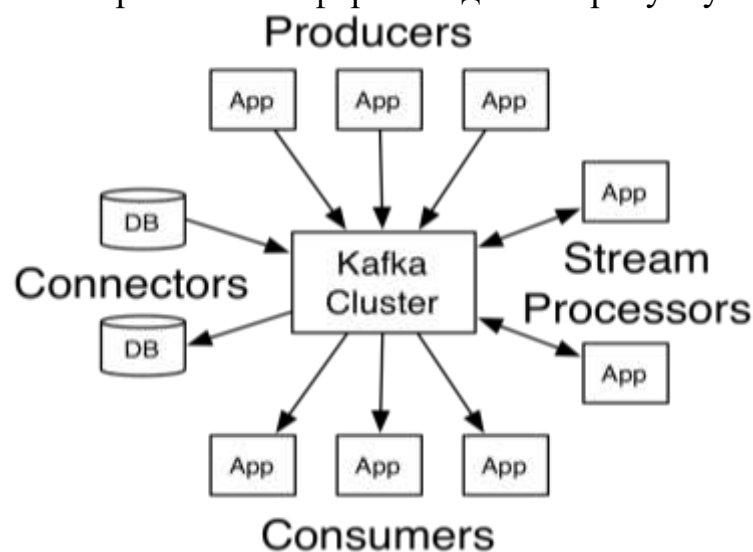 Producers
App
App
App
DB
App
Kafka
Cluster
Stream
Processors
Connectors
DB
App
App
App
App
Consumers